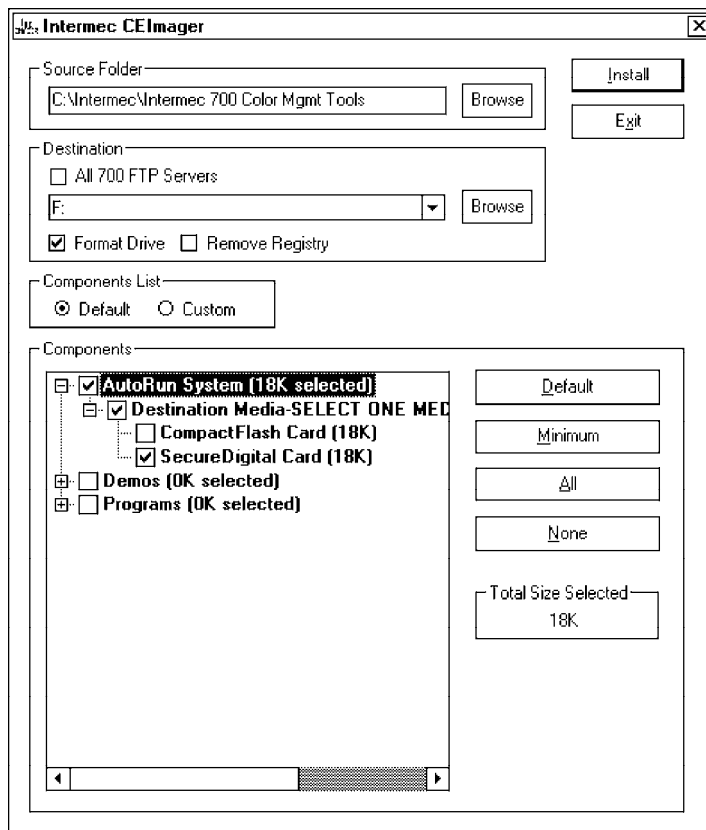 Intermec CEImager
Source Folder
C:\Intermec\Intermec 700 Color Mgmt Tools
Browse
Install
Exit
Destination
All 700 FTP Servers
F:
Browse
Format Drive
Remove Registry
Components List
Default
Custom
Components
AutoRun System (18K selected)
Destination Media-SELECT ONE MED
CompactFlash Card (18K)
SecureDigital Card (18K)
Demos (0K selected)
Programs (0K selected)
Default
Minimum
All
None
Total Size Selected
18K